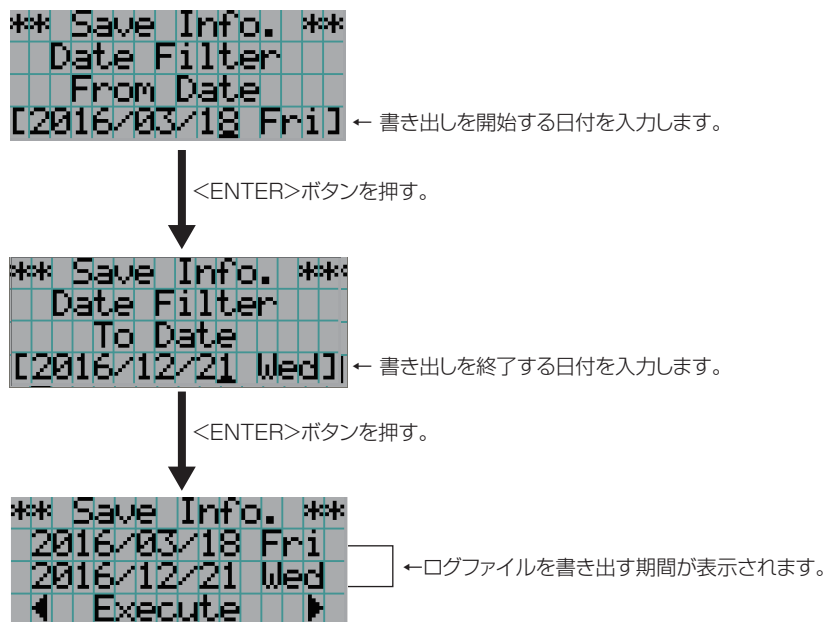 ** Save Info. **
Date Filter
From Date
[2016/03/18 Fri] ← 書き出しを開始する日付を入力します。
<ENTER>ボタンを押す。
** Save Info. **
Date Filter
To Date
[2016/12/21 Wed] ← 書き出しを終了する日付を入力します。
<ENTER>ボタンを押す。
** Save Info. **
2016/03/18 Fri
2016/12/21 Wed
←ログファイルを書き出す期間が表示されます。
◀ Execute ▶